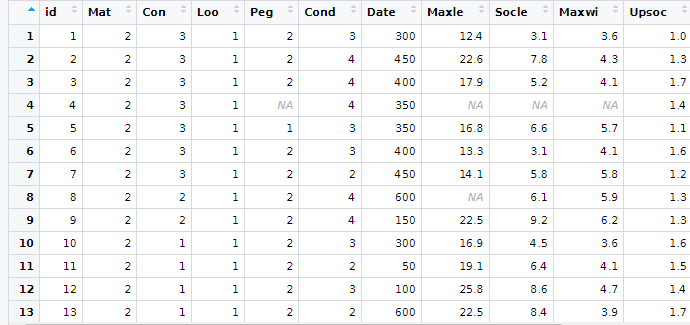 id Mat Con Loo Peg Cond Date Maxle Socle Maxwi Upsoc
1 1 2 3 1 2 3 300 12.4 3.1 3.6 1.0
2 2 2 3 1 2 4 450 22.6 7.8 4.3 1.3
3 3 2 3 1 2 4 400 17.9 5.2 4.1 1.7
4 4 2 3 1 NA 4 350 NA NA NA 1.4
5 5 2 3 1 1 3 350 16.8 6.6 5.7 1.1
6 6 2 3 1 2 3 400 13.3 3.1 4.1 1.6
7 7 2 3 1 2 2 450 14.1 5.8 5.8 1.2
8 8 2 2 1 2 4 600 NA 6.1 5.9 1.3
9 9 2 2 1 2 4 150 22.5 9.2 6.2 1.3
10 10 2 1 1 2 3 300 16.9 4.5 3.6 1.6
11 11 2 1 1 2 2 50 19.1 6.4 4.1 1.5
12 12 2 1 1 2 3 100 25.8 8.6 4.7 1.4
13 13 2 1 1 2 2 600 22.5 8.4 3.9 1.7